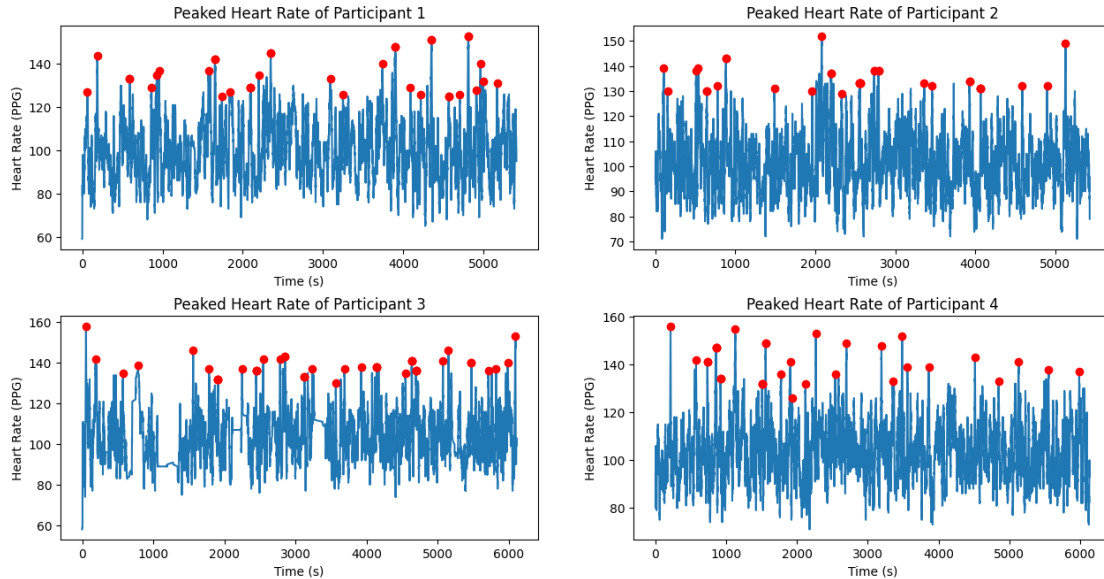 Peaked Heart Rate of Participant 1
Heart Rate (PPG)
140
120
100
80
60
0 1000 2000 3000 4000 5000
Time (s)
Peaked Heart Rate of Participant 2
Heart Rate (PPG)
150
140
130
120
110
100
90
80
70
0 1000 2000 3000 4000 5000
Time (s)
Peaked Heart Rate of Participant 3
Heart Rate (PPG)
160
140
120
100
80
60
0 1000 2000 3000 4000 5000 6000
Time (s)
Peaked Heart Rate of Participant 4
Heart Rate (PPG)
160
140
120
100
80
0 1000 2000 3000 4000 5000 6000
Time (s)